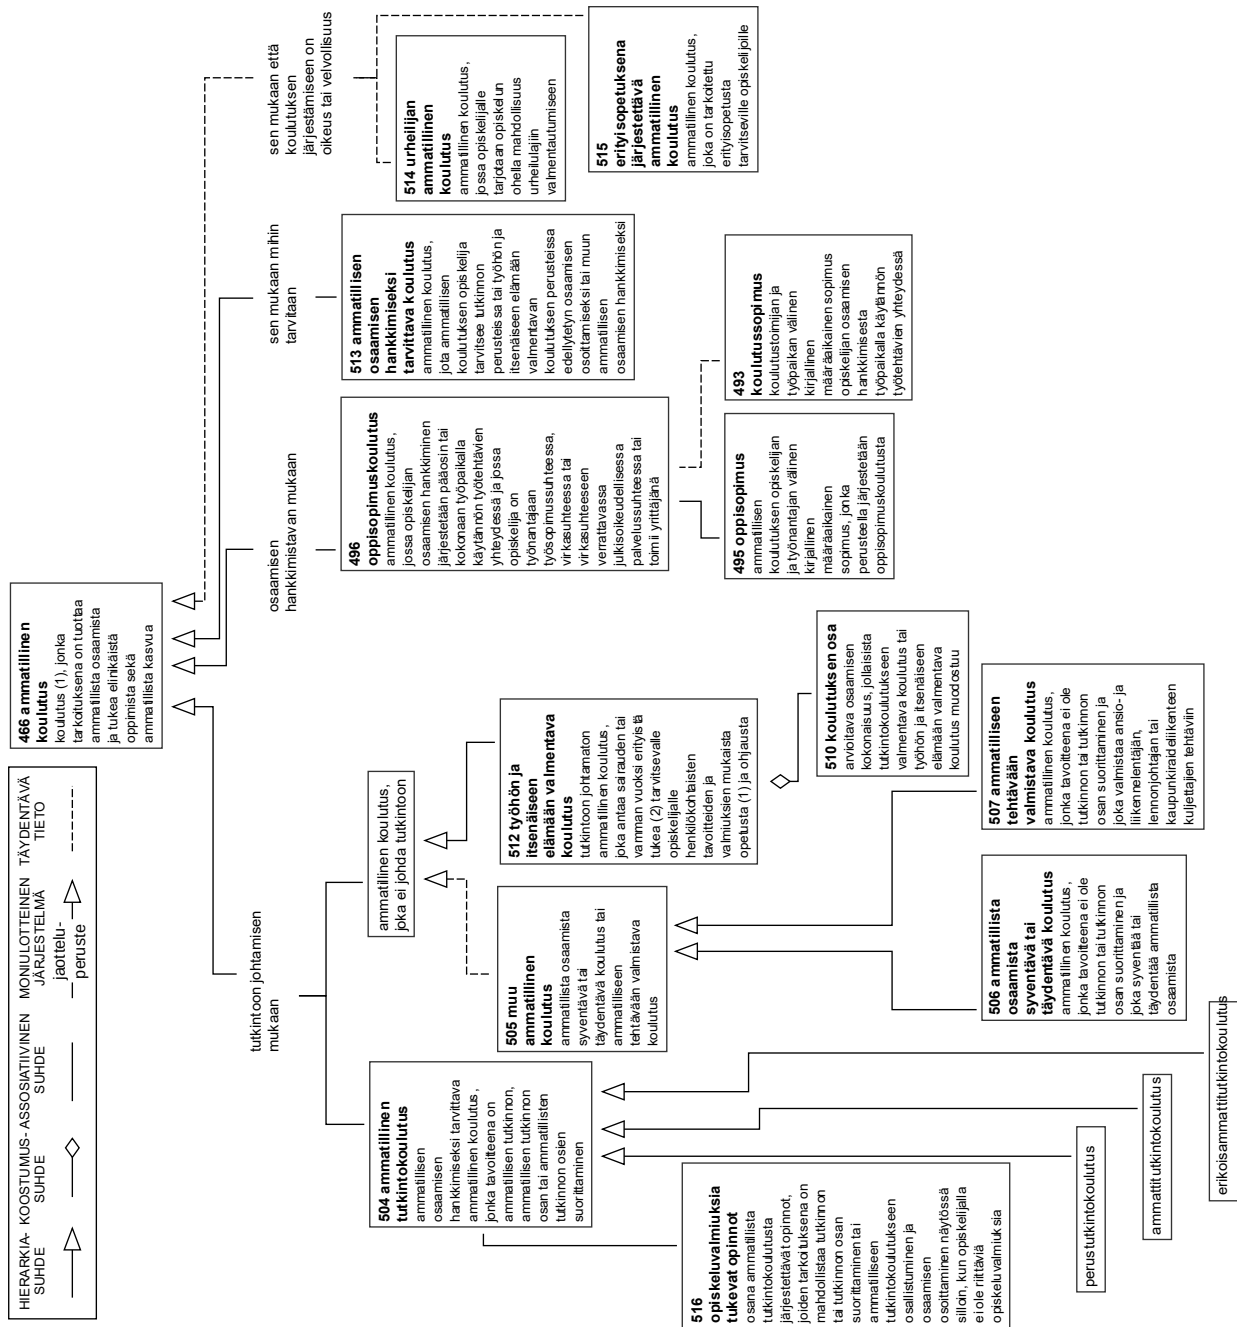 HIERARKIA-
SUHDE
KOOSTUMUS-
SUHDE
ASSOSIATIIVINEN
SUHDE
MONIULOTTEINEN
JÄRJESTELMÄ
jaottelu-
peruste
TÄYDENTÄVÄ
TIETO
466 ammatillinen
koulutus
koulutus (1), jonka
tarkoituksena on tuottaa
ammatillista osaamista
ja tukea elinikäistä
oppimista sekä
ammatillista kasvua
tutkintoon johtamisen
mukaan
osaamisen
hankkimistavan mukaan
sen mukaan mihin
tarvitaan
sen mukaan että
koulutuksen
järjestämiseen on
oikeus tai velvollisuus
504 ammatillinen
tutkintokoulutus
ammatillisen
osaamisen
hankkimiseksi tarvittava
ammatillinen koulutus,
jonka tavoitteena on
ammatillisen tutkinnon,
ammatillisen tutkinnon
osan tai ammatillisten
tutkinnon osien
suorittaminen
ammatillinen koulutus,
joka ei johda tutkintoon
505 muu
ammatillinen
koulutus
ammatillista osaamista
syventävä tai
täydentävä koulutus tai
ammatilliseen
tehtävään valmistava
koulutus
512 työhön ja
itsenäiseen
elämään valmentava
koulutus
tutkintoon johtamaton
ammatillinen koulutus,
joka antaa sairauden tai
vamman vuoksi erityistä
tukea (2) tarvitsevalle
opiskelijalle
henkilökohtaisten
tavoitteiden ja
valmiuksien mukaista
opetusta (1) ja ohjausta
496
oppisopimuskoulutus
ammatillinen koulutus,
jossa opiskelijan
osaamisen hankkiminen
järjestetään pääosin tai
kokonaan työpaikalla
käytännön työtehtävien
yhteydessä ja jossa
opiskelija on
työnantajaan
työsopimussuhteessa,
virkasuhteessa tai
virkasuhteeseen
verrattavassa
julkisoikeudellisessa
palvelussuhteessa tai
toimii yrittäjänä
513 ammatillisen
osaamisen
hankkimiseksi
tarvittava koulutus
ammatillinen koulutus,
jota ammatillisen
koulutuksen opiskelija
tarvitsee tutkinnon
perusteissa tai työhön ja
itsenäiseen elämään
valmentavan
koulutuksen perusteissa
edellytetyn osaamisen
osoittamiseksi tai muun
ammatillisen
osaamisen hankkimiseksi
514 urheilijan
ammatillinen
koulutus
ammatillinen koulutus,
jossa opiskelijalle
tarjotaan opiskelun
ohella mahdollisuus
urheilulajiin
valmentautumiseen
515
erityisopetuksena
järjestettävä
ammatillinen
koulutus
ammatillinen koulutus,
joka on tarkoitettu
erityisopetusta
tarvitseville opiskelijoille
516
opiskeluvalmiuksia
tukevat opinnot
osana ammatillista
tutkintokoulutusta
järjestettävät opinnot,
joiden tarkoituksena on
mahdollistaa tutkinnon
tai tutkinnon osan
suorittaminen tai
ammatilliseen
tutkintokoulutukseen
osallistuminen ja
osaamisen
osoittaminen näytössä
silloin, kun opiskelijalla
ei ole riittäviä
opiskeluvalmiuksia
perustutkintokoulutus
ammattitutkintokoulutus
erikoisammattitutkintokoulutus
506 ammatillista
osaamista
syventävä tai
täydentävä koulutus
ammatillinen koulutus,
jonka tavoitteena ei ole
tutkinnon tai tutkinnon
osan suorittaminen ja
joka syventää tai
täydentää ammatillista
osaamista
507 ammatilliseen
tehtävään
valmistava koulutus
ammatillinen koulutus,
jonka tavoitteena ei ole
tutkinnon tai tutkinnon
osan suorittaminen ja
joka valmistaa ansio- ja
liikennelentäjän,
lennonjohtajan tai
kaupunkiraideliikenteen
kuljettajien tehtäviin
510 koulutuksen osa
arvioitava osaamisen
kokonaisuus, jollaisista
tutkintokoulutukseen
valmentava koulutus tai
työhön ja itsenäiseen
elämään valmentava
koulutus muodostuu
495 oppisopimus
ammatillisen
koulutuksen opiskelijan
ja työnantajan välinen
kirjallinen
määräaikainen
sopimus, jonka
perusteella järjestetään
oppisopimuskoulutusta
493
koulutussopimus
koulutustoimijan ja
työpaikan välinen
kirjallinen
määräaikainen sopimus
opiskelijan osaamisen
hankkimisesta
työpaikalla käytännön
työtehtävien yhteydessä